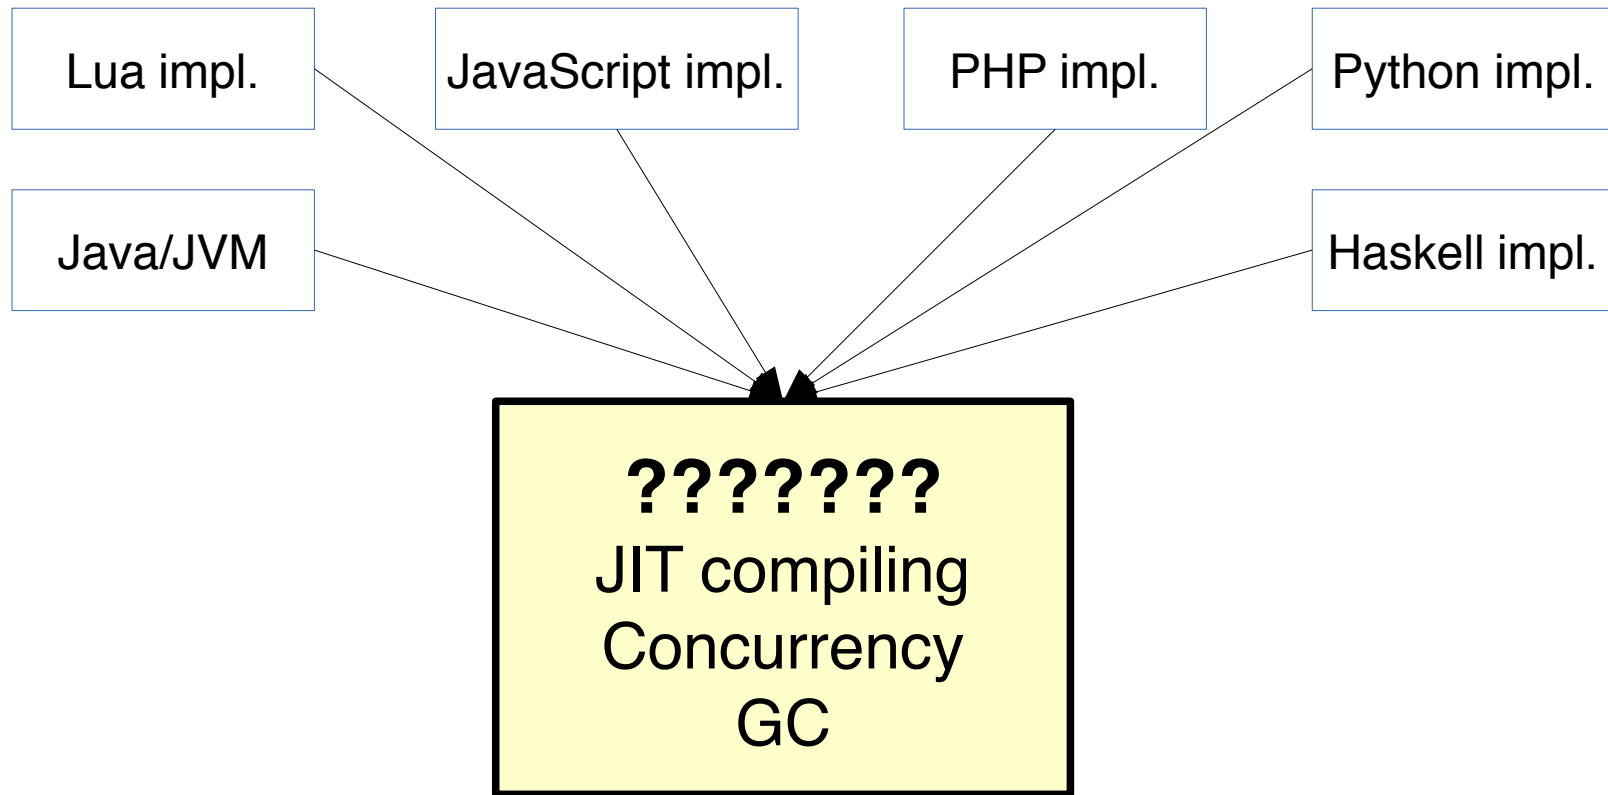 Lua impl.
JavaScript impl.
PHP impl.
Python impl.
Java/JVM
Haskell impl.
???????
JIT compiling
Concurrency
GC